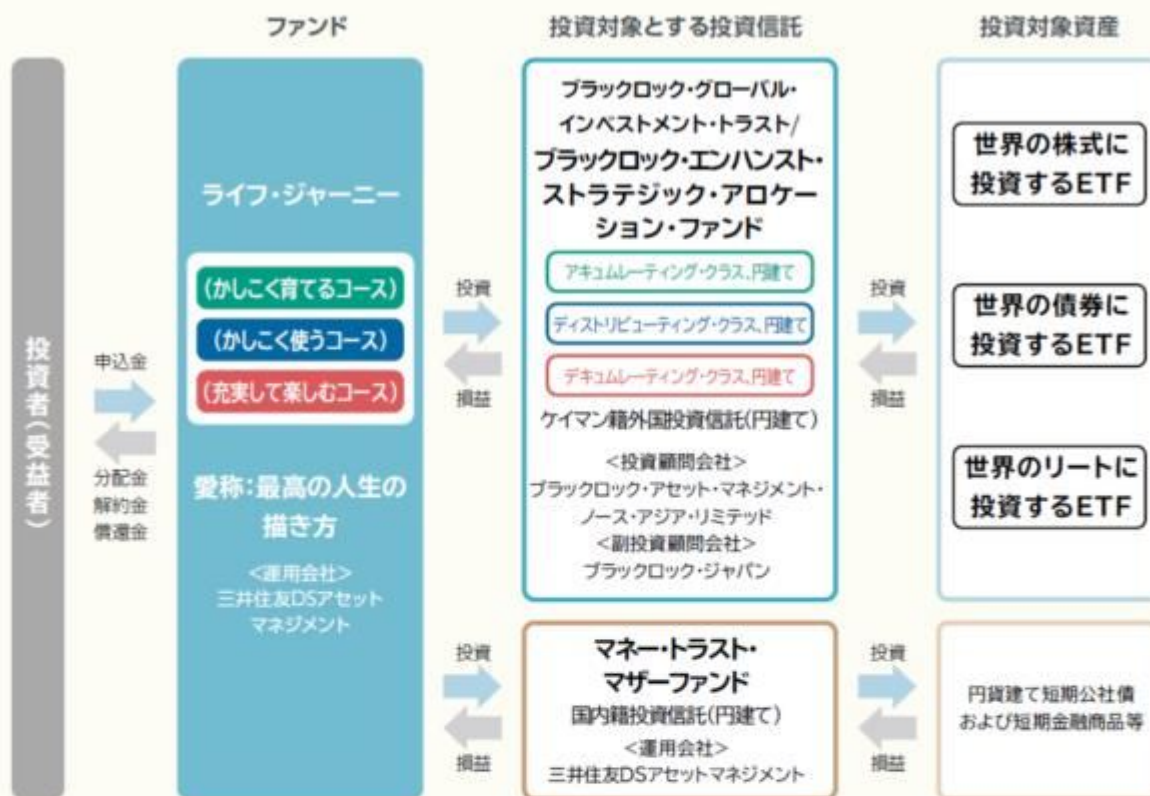 ファンド
投資対象とする投資信託
投資対象資産
投資者(受益者)
申込金
分配金
解約金
償還金
ライフ・ジャーニー
(かしこく育てるコース)
(かしこく使うコース)
(充実して楽しむコース)
愛称:最高の人生の
描き方
<運用会社>
三井住友DSアセット
マネジメント
投資
損益
ブラックロック・グローバル・
インベストメント・トラスト/
ブラックロック・エンハンスト・
ストラテジック・アロケー
ション・ファンド
アキュムレーティング・クラス、円建て
ディストリビューティング・クラス、円建て
デキュムレーティング・クラス、円建て
ケイマン籍外国投資信託(円建て)
<投資顧問会社>
ブラックロック・アセット・マネジメント・
ノース・アジア・リミテッド
<副投資顧問会社>
ブラックロック・ジャパン
投資
損益
世界の株式に
投資するETF
世界の債券に
投資するETF
世界のリートに
投資するETF
投資
損益
マネー・トラスト・
マザーファンド
国内籍投資信託(円建て)
<運用会社>
三井住友DSアセットマネジメント
投資
損益
円貨建て短期公社債
および短期金融商品等